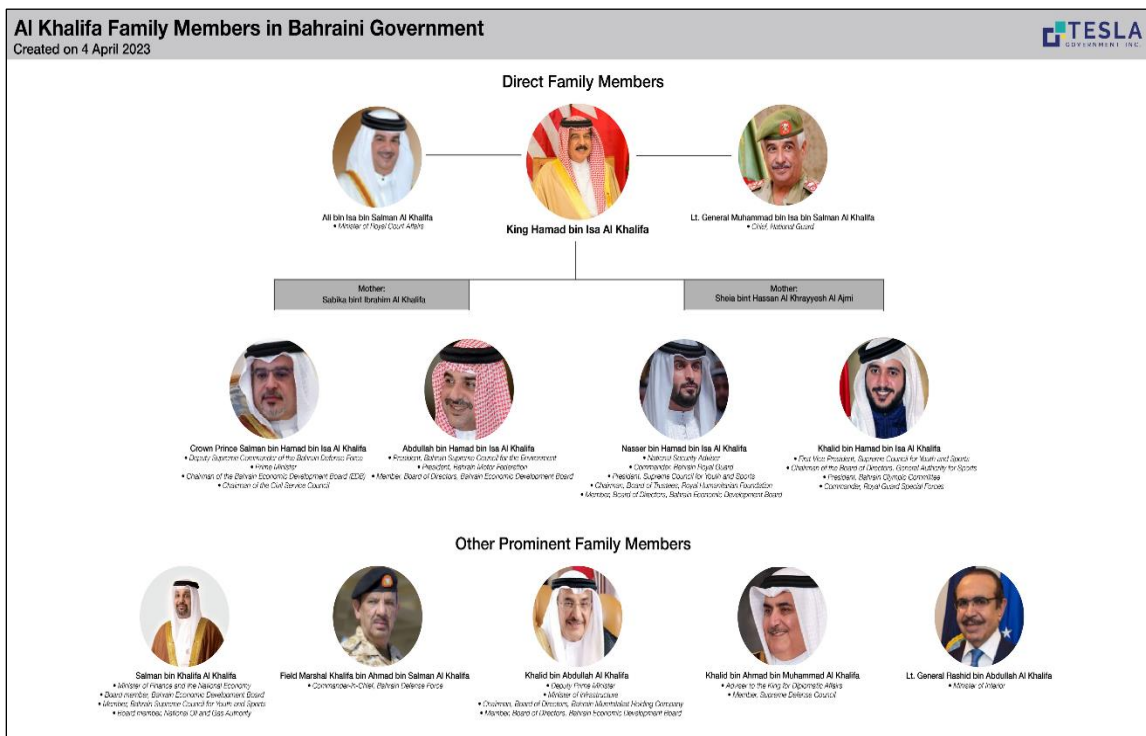 Al Khalifa Family Members in Bahraini Government
Created on 4 April 2023
TESLA
GOVERNMENT INC.
Direct Family Members
Ali bin Isa bin Salman Al Khalifa
• Minister of Royal Court Affairs
King Hamad bin Isa Al Khalifa
Lt. General Muhammad bin Isa bin Salman Al Khalifa
• Chief, National Guard
Mother:
Sabika bint Ibrahim Al Khalifa
Mother:
Sheia bint Hassan Al Khrayyesh Al Ajmi
Crown Prince Salman bin Hamad bin Isa Al Khalifa
• Deputy Supreme Commander of the Bahrain Defense Force
• Prime Minister
• Chairman of the Bahrain Economic Development Board (EDB)
• Chairman of the Civil Service Council
Abdullah bin Hamad bin Isa Al Khalifa
• President, Bahrain Supreme Council for the Environment
• President, Bahrain Motor Federation
• Member, Board of Directors, Bahrain Economic Development Board
Nasser bin Hamad bin Isa Al Khalifa
• National Security Adviser
• Commander, Bahrain Royal Guard
• President, Supreme Council for Youth and Sports
• Chairman, Board of Trustees, Royal Humanitarian Foundation
• Member, Board of Directors, Bahrain Economic Development Board
Khalid bin Hamad bin Isa Al Khalifa
• First Vice President, Supreme Council for Youth and Sports
• Chairman of the Board of Directors, General Authority for Sports
• President, Bahrain Olympic Committee
• Commander, Royal Guard Special Forces
Other Prominent Family Members
Salman bin Khalifa Al Khalifa
• Minister of Finance and the National Economy
• Board member, Bahrain Economic Development Board
• Member, Bahrain Supreme Council for Youth and Sports
• Board member, National Oil and Gas Authority
Field Marshal Khalifa bin Ahmad bin Salman Al Khalifa
• Commander-in-Chief, Bahrain Defense Force
Khalid bin Abdullah Al Khalifa
• Deputy Prime Minister
• Minister of Infrastructure
• Chairman, Board of Directors, Bahrain Mumtalakat Holding Company
• Member, Board of Directors, Bahrain Economic Development Board
Khalid bin Ahmad bin Muhammad Al Khalifa
• Adviser to the King for Diplomatic Affairs
• Member, Supreme Defense Council
Lt. General Rashid bin Abdullah Al Khalifa
• Minister of Interior